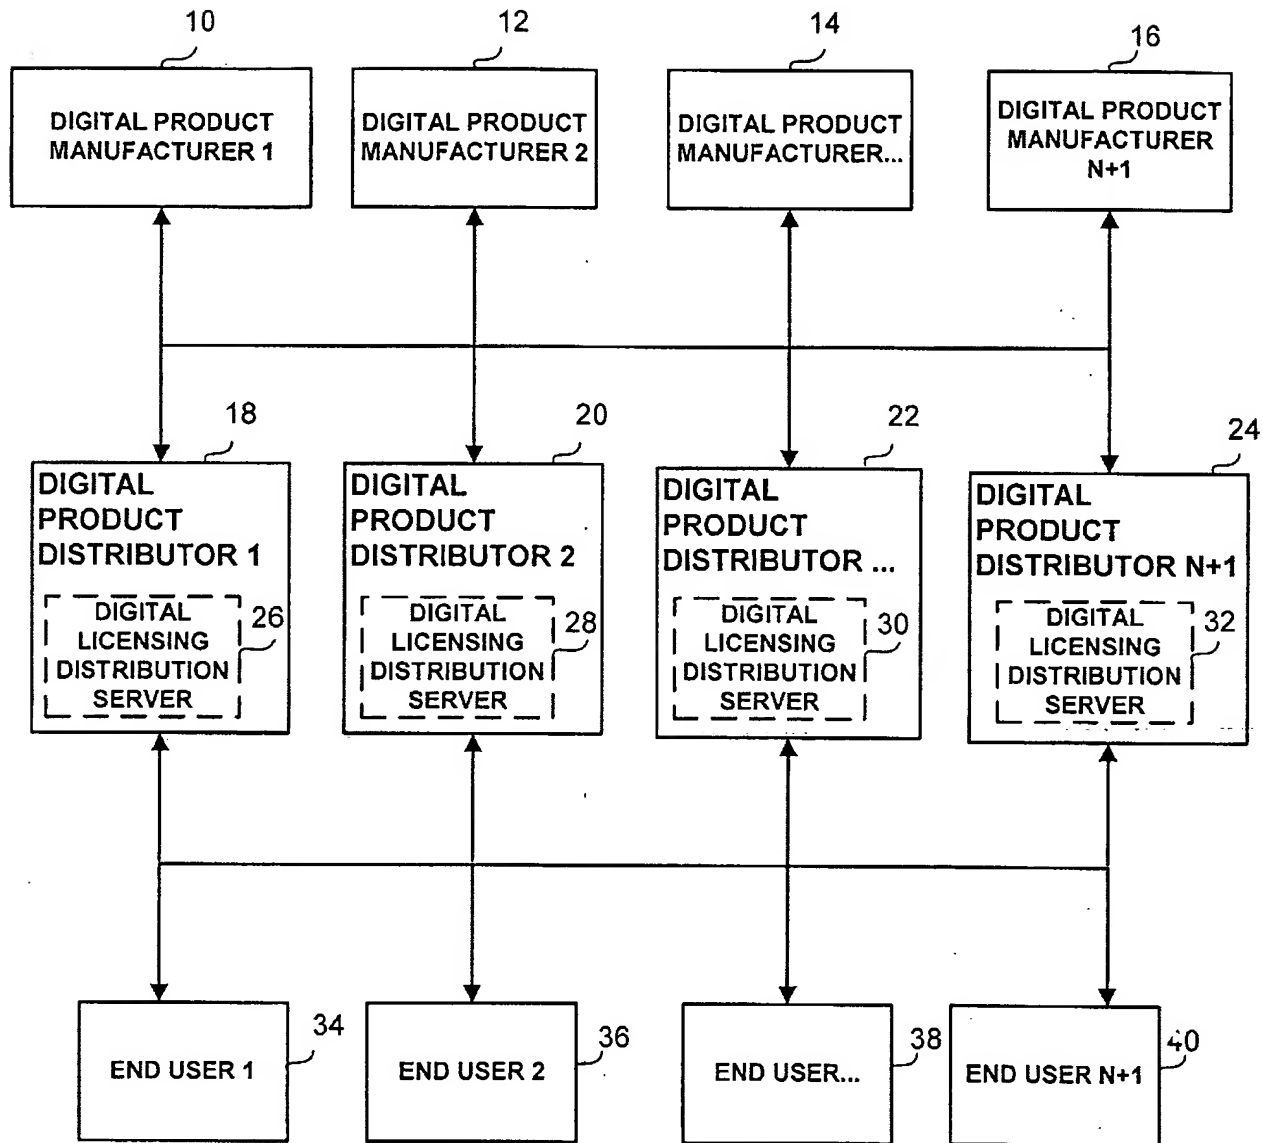 10
12
14
16
DIGITAL PRODUCT
MANUFACTURER 1
DIGITAL PRODUCT
MANUFACTURER 2
DIGITAL PRODUCT
MANUFACTURER...
DIGITAL PRODUCT
MANUFACTURER
N+1
18
20
22
24
DIGITAL
PRODUCT
DISTRIBUTOR 1
DIGITAL
LICENSING
DISTRIBUTION
SERVER
26
DIGITAL
PRODUCT
DISTRIBUTOR 2
DIGITAL
LICENSING
DISTRIBUTION
SERVER
28
DIGITAL
PRODUCT
DISTRIBUTOR ...
DIGITAL
LICENSING
DISTRIBUTION
SERVER
30
DIGITAL
PRODUCT
DISTRIBUTOR N+1
DIGITAL
LICENSING
DISTRIBUTION
SERVER
32
END USER 1
34
END USER 2
36
END USER...
38
END USER N+1
40